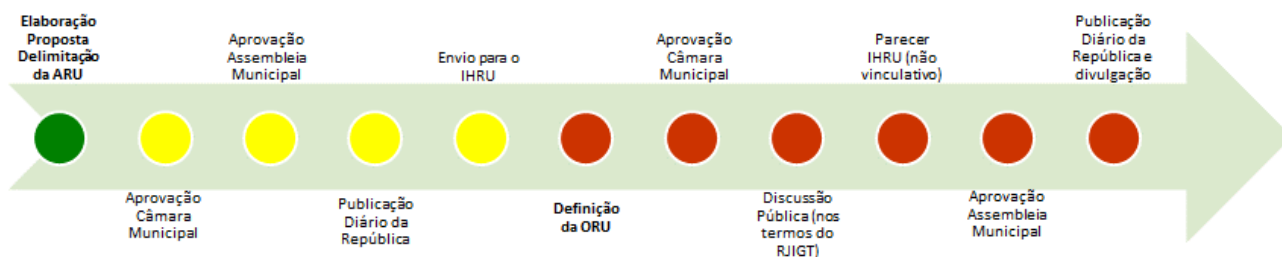 Elaboração
Proposta
Delimitação
da ARU
Aprovação
Câmara
Municipal
Aprovação
Assembleia
Municipal
Publicação
Diário da
República
Envio para o
IHRU
Definição
da ORU
Aprovação
Câmara
Municipal
Discussão
Pública (nos
termos do
RJIGT)
Parecer
IHRU (não
vinculativo)
Aprovação
Assembleia
Municipal
Publicação
Diário da
República e
divulgação